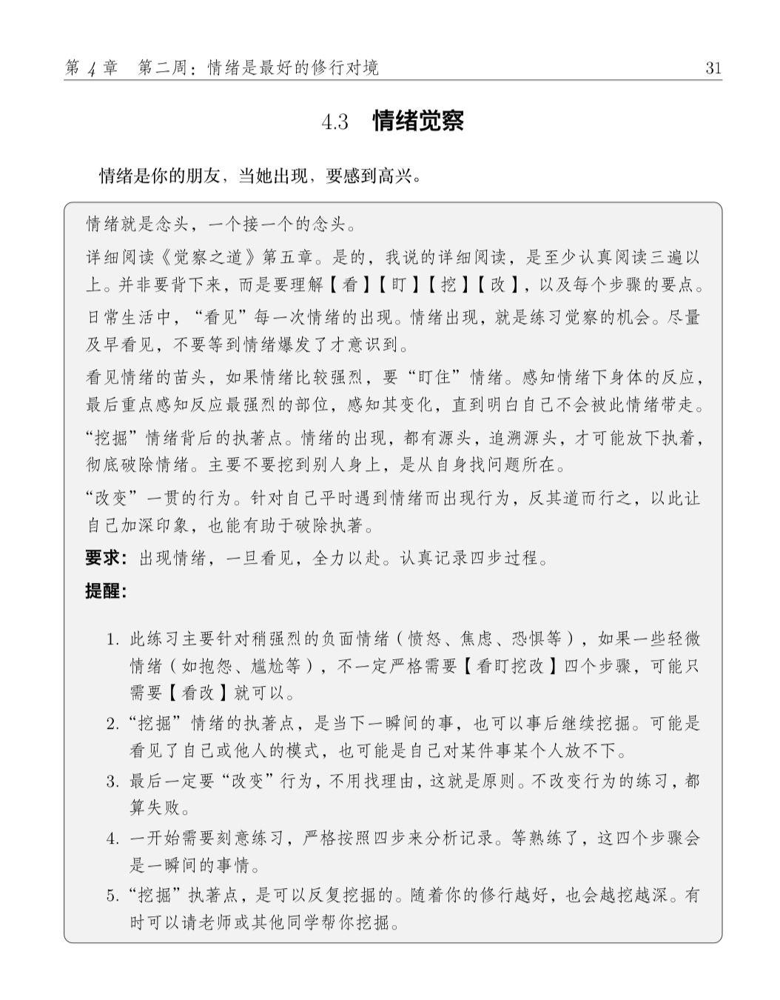 第 4 章　第二周：情绪是最好的修行对境　31
4.3　情绪觉察
情绪是你的朋友，当她出现，要感到高兴。
情绪就是念头，一个接一个的念头。
详细阅读《觉察之道》第五章。是的，我说的详细阅读，是至少认真阅读三遍以
上。并非要背下来，而是要理解【看】【盯】【挖】【改】，以及每个步骤的要点。
日常生活中，“看见”每一次情绪的出现。情绪出现，就是练习觉察的机会。尽量
及早看见，不要等到情绪爆发了才意识到。
看见情绪的苗头，如果情绪比较强烈，要“盯住”情绪。感知情绪下身体的反应，
最后重点感知反应最强烈的部位，感知其变化，直到明白自己不会被此情绪带走。
“挖掘”情绪背后的执著点。情绪的出现，都有源头，追溯源头，才可能放下执着，
彻底破除情绪。主要不要挖到别人身上，是从自身找问题所在。
“改变”一贯的行为。针对自己平时遇到情绪而出现行为，反其道而行之，以此让
自己加深印象，也能有助于破除执著。
要求：出现情绪，一旦看见，全力以赴。认真记录四步过程。
提醒：
1. 此练习主要针对稍强烈的负面情绪（愤怒、焦虑、恐惧等），如果一些轻微
情绪（如抱怨、尴尬等），不一定严格需要【看盯挖改】四个步骤，可能只
需要【看改】就可以。
2. “挖掘”情绪的执著点，是当下一瞬间的事，也可以事后继续挖掘。可能是
看见了自己或他人的模式，也可能是自己对某件事某个人放不下。
3. 最后一定要“改变”行为，不用找理由，这就是原则。不改变行为的练习，都
算失败。
4. 一开始需要刻意练习，严格按照四步来分析记录。等熟练了，这四个步骤会
是一瞬间的事情。
5. “挖掘”执著点，是可以反复挖掘的。随着你的修行越好，也会越挖越深。有
时可以请老师或其他同学帮你挖掘。